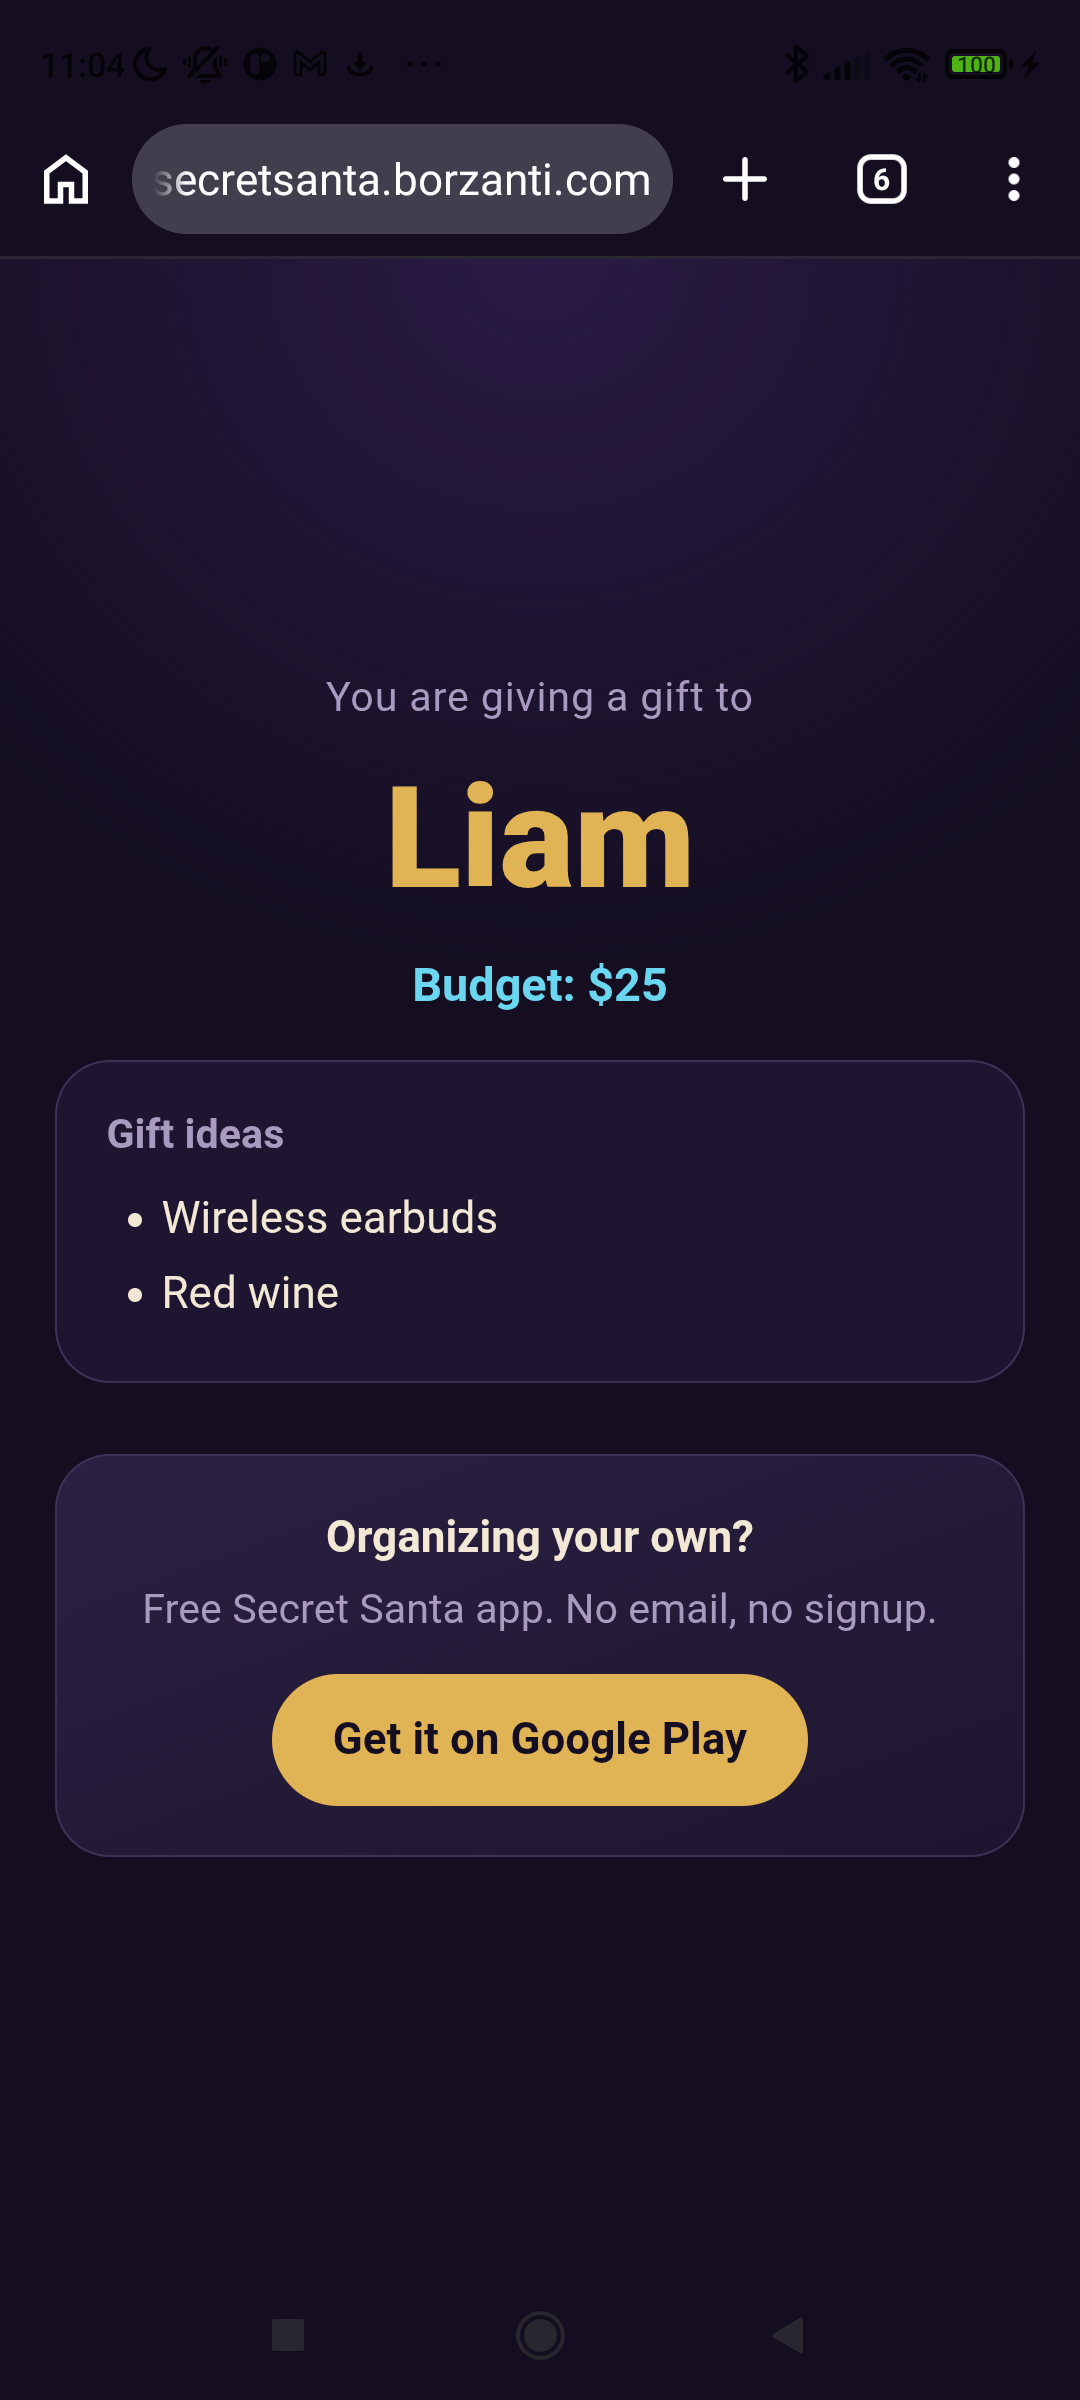 11:04
100
secretsanta.borzanti.com
6
You are giving a gift to
Liam
Budget: $25
Gift ideas
• Wireless earbuds
• Red wine
Organizing your own?
Free Secret Santa app. No email, no signup.
Get it on Google Play